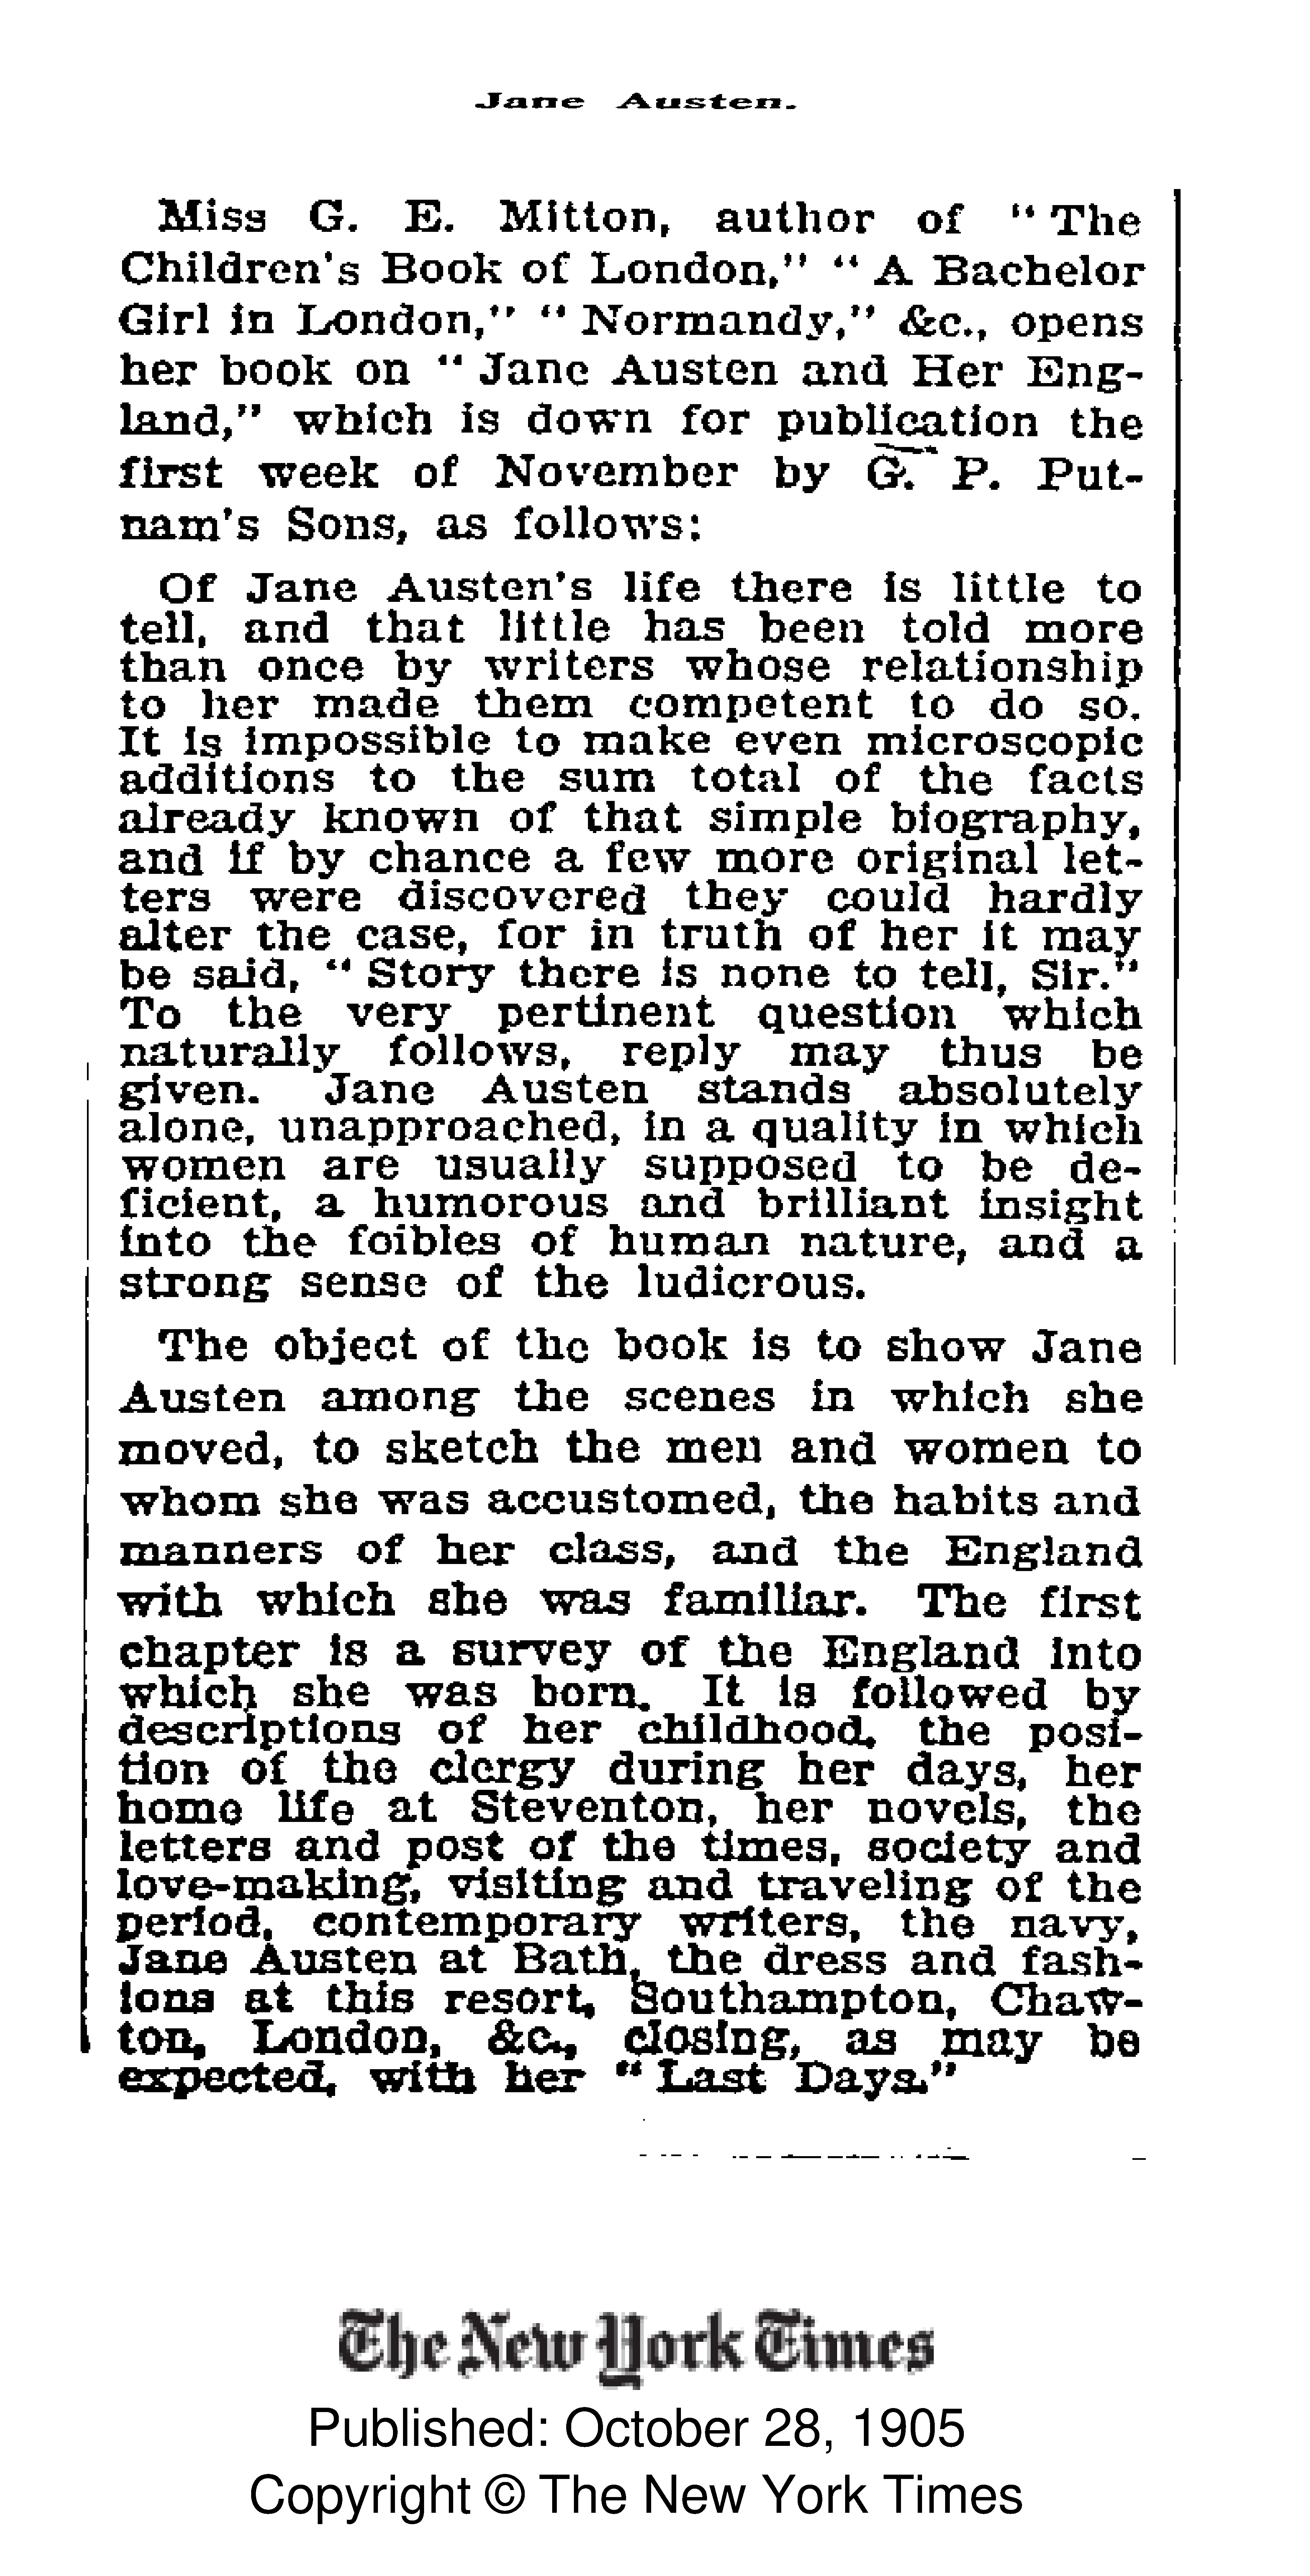 Jane Austen.
Miss G. E. Mitton, author of "The
Children's Book of London," "A Bachelor
Girl in London," "Normandy," &c., opens
her book on "Jane Austen and Her Eng-
land," which is down for publication the
first week of November by G. P. Put-
nam's Sons, as follows:
Of Jane Austen's life there is little to
tell, and that little has been told more
than once by writers whose relationship
to her made them competent to do so.
It is impossible to make even microscopic
additions to the sum total of the facts
already known of that simple biography,
and if by chance a few more original let-
ters were discovered they could hardly
alter the case, for in truth of her it may
be said, "Story there is none to tell, Sir."
To the very pertinent question which
naturally follows, reply may thus be
given. Jane Austen stands absolutely
alone, unapproached, in a quality in which
women are usually supposed to be de-
ficient, a humorous and brilliant insight
into the foibles of human nature, and a
strong sense of the ludicrous.
The object of the book is to show Jane
Austen among the scenes in which she
moved, to sketch the men and women to
whom she was accustomed, the habits and
manners of her class, and the England
with which she was familiar. The first
chapter is a survey of the England into
which she was born. It is followed by
descriptions of her childhood, the posi-
tion of the clergy during her days, her
home life at Steventon, her novels, the
letters and post of the times, society and
love-making, visiting and traveling of the
period, contemporary writers, the navy,
Jane Austen at Bath, the dress and fash-
ions at this resort, Southampton, Chaw-
ton, London, &c., closing, as may be
expected, with her "Last Days."
The New York Times
Published: October 28, 1905
Copyright © The New York Times